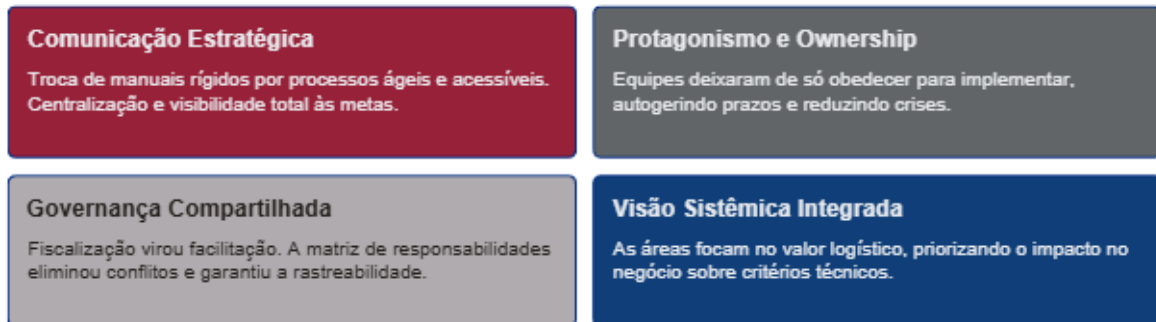 Comunicação Estratégica
Troca de manuais rígidos por processos ágeis e acessíveis.
Centralização e visibilidade total às metas.
Protagonismo e Ownership
Equipes deixaram de só obedecer para implementar,
autogerindo prazos e reduzindo crises.
Governança Compartilhada
Fiscalização virou facilitação. A matriz de responsabilidades
eliminou conflitos e garantiu a rastreabilidade.
Visão Sistêmica Integrada
As áreas focam no valor logístico, priorizando o impacto no
negócio sobre critérios técnicos.